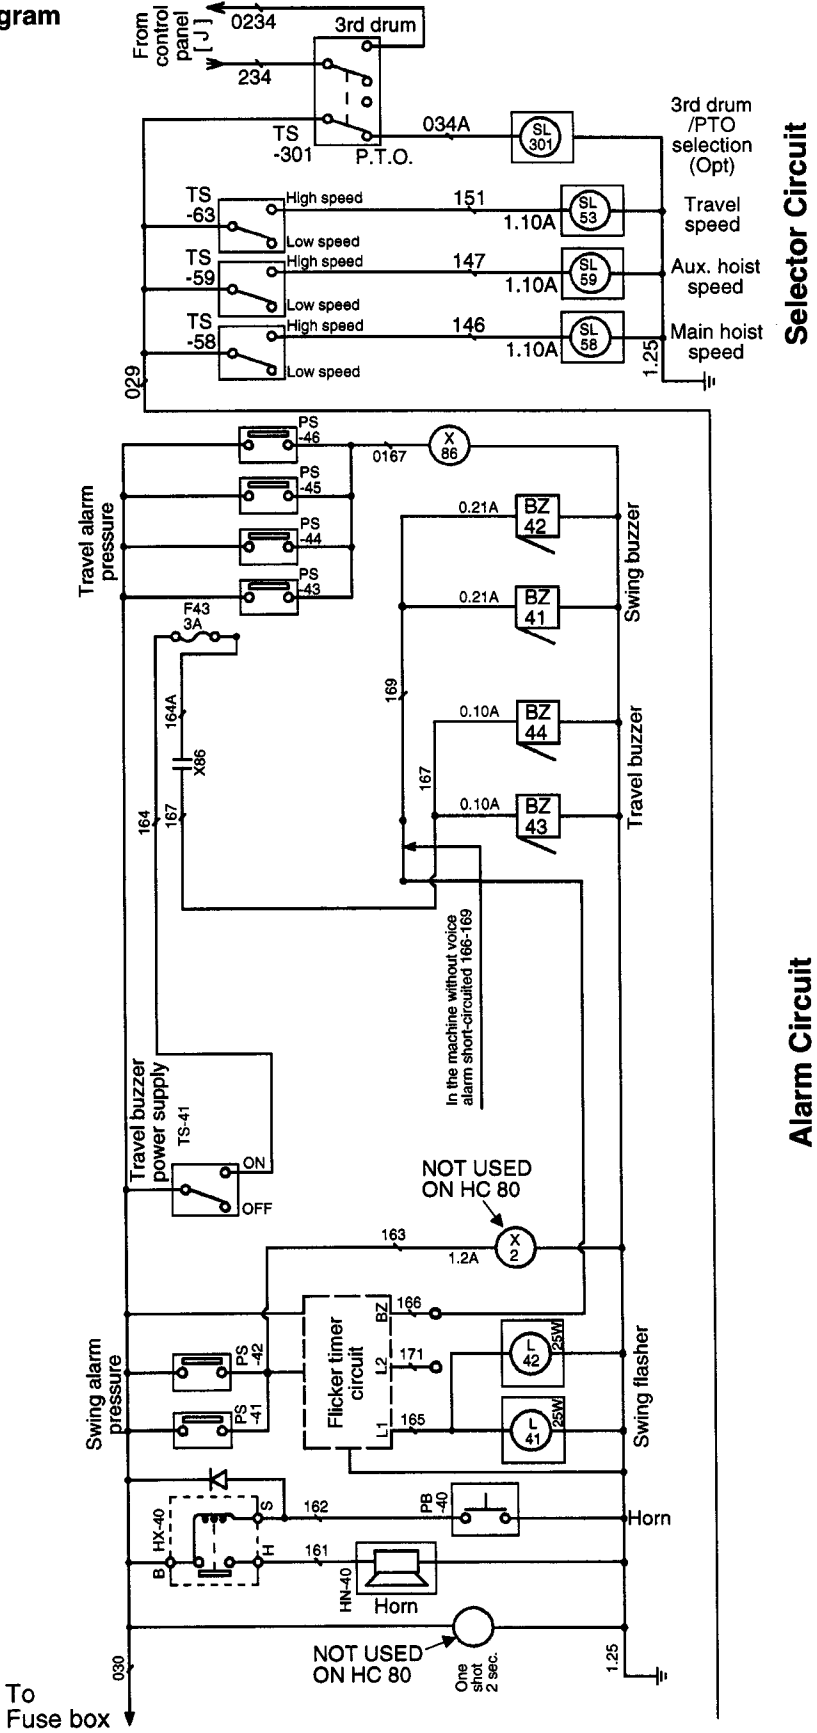 gram
From
control
panel
[ J ]
0234
3rd drum
234
TS
-301
P.T.O.
034A
SL
301
3rd drum
/PTO
selection
(Opt)
Selector Circuit
TS
-63
High speed
Low speed
151
1.10A
SL
53
Travel
speed
TS
-59
High speed
Low speed
147
1.10A
SL
59
Aux. hoist
speed
TS
-58
High speed
Low speed
146
1.10A
SL
58
Main hoist
speed
029
1.25
Travel alarm
pressure
PS
-46
0167
X
86
PS
-45
PS
-44
PS
-43
0.21A
BZ
42
0.21A
BZ
41
Swing buzzer
F43
3A
164A
X86
164
167
169
167
0.10A
BZ
44
0.10A
BZ
43
Travel buzzer
In the machine without voice
alarm short-circuited 166-169
Alarm Circuit
Travel buzzer
power supply
TS-41
ON
OFF
NOT USED
ON HC 80
163
1.2A
X
2
Swing alarm
pressure
PS
-42
PS
-41
Flicker timer
circuit
BZ
L2
L1
166
171
165
L
42
25W
L
41
25W
Swing flasher
HX-40
S
B
H
162
PB
-40
Horn
161
HN-40
Horn
NOT USED
ON HC 80
One
shot
2 sec.
030
1.25
To
Fuse box